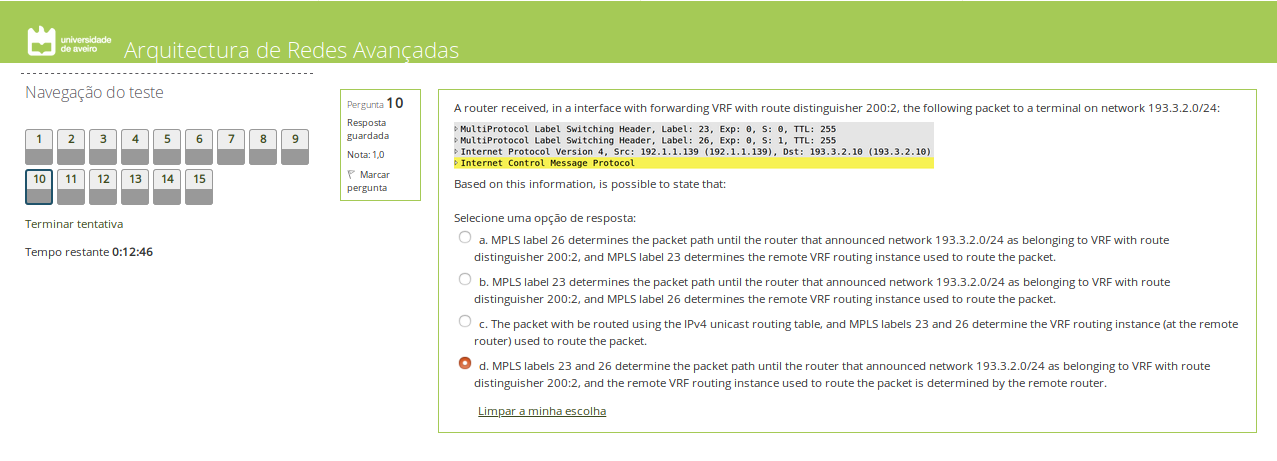 universidade
de aveiro
Arquitectura de Redes Avançadas
Navegação do teste
1 2 3 4 5 6 7 8 9
10 11 12 13 14 15
Terminar tentativa
Tempo restante 0:12:46
Pergunta 10
Resposta
guardada
Nota: 1,0
Marcar
pergunta
A router received, in a interface with forwarding VRF with route distinguisher 200:2, the following packet to a terminal on network 193.3.2.0/24:
MultiProtocol Label Switching Header, Label: 23, Exp: 0, S: 0, TTL: 255
MultiProtocol Label Switching Header, Label: 26, Exp: 0, S: 1, TTL: 255
Internet Protocol Version 4, Src: 192.1.1.139 (192.1.1.139), Dst: 193.3.2.10 (193.3.2.10)
Internet Control Message Protocol
Based on this information, is possible to state that:
Selecione uma opção de resposta:
a. MPLS label 26 determines the packet path until the router that announced network 193.3.2.0/24 as belonging to VRF with route
distinguisher 200:2, and MPLS label 23 determines the remote VRF routing instance used to route the packet.
b. MPLS label 23 determines the packet path until the router that announced network 193.3.2.0/24 as belonging to VRF with route
distinguisher 200:2, and MPLS label 26 determines the remote VRF routing instance used to route the packet.
c. The packet with be routed using the IPv4 unicast routing table, and MPLS labels 23 and 26 determine the VRF routing instance (at the remote
router) used to route the packet.
d. MPLS labels 23 and 26 determine the packet path until the router that announced network 193.3.2.0/24 as belonging to VRF with route
distinguisher 200:2, and the remote VRF routing instance used to route the packet is determined by the remote router.
Limpar a minha escolha